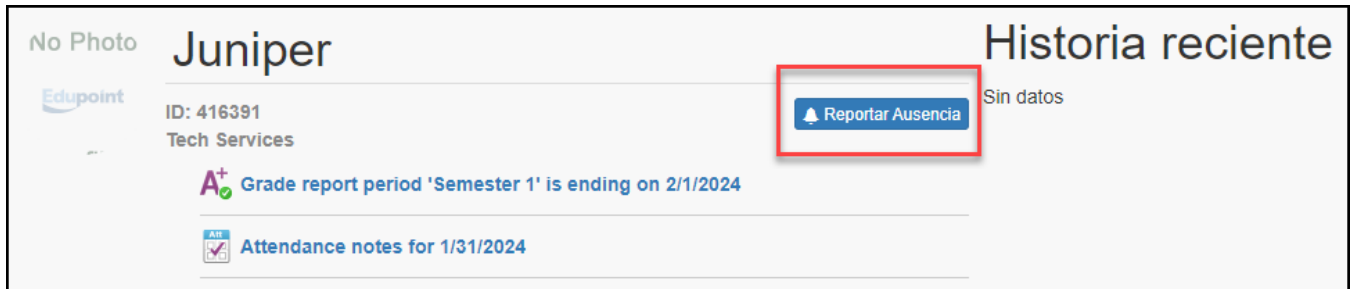 No Photo
Edupoint
Juniper
ID: 416391
Tech Services
Reportar Ausencia
A+ Grade report period 'Semester 1' is ending on 2/1/2024
Att Attendance notes for 1/31/2024
Historia reciente
Sin datos